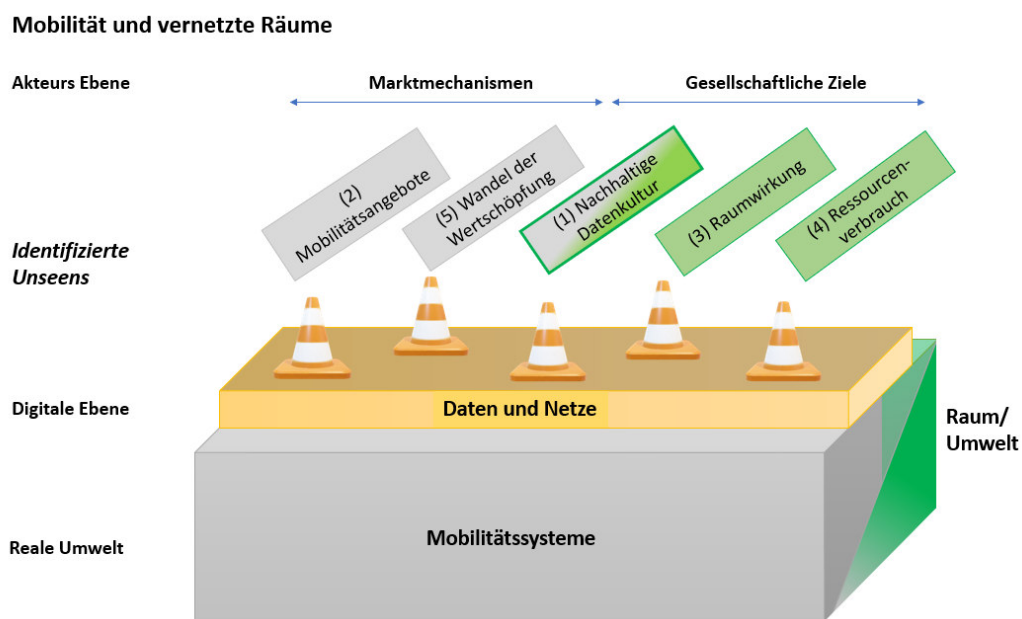 Mobilität und vernetzte Räume
Akteurs Ebene
Marktmechanismen
Gesellschaftliche Ziele
(2)
Mobilitätsangebote
(5) Wandel der
Wertschöpfung
(1) Nachhaltige
Datenkultur
(3) Raumwirkung
(4) Ressourcen-
verbrauch
Identifizierte
Unseens
Digitale Ebene
Daten und Netze
Raum/
Umwelt
Reale Umwelt
Mobilitätssysteme